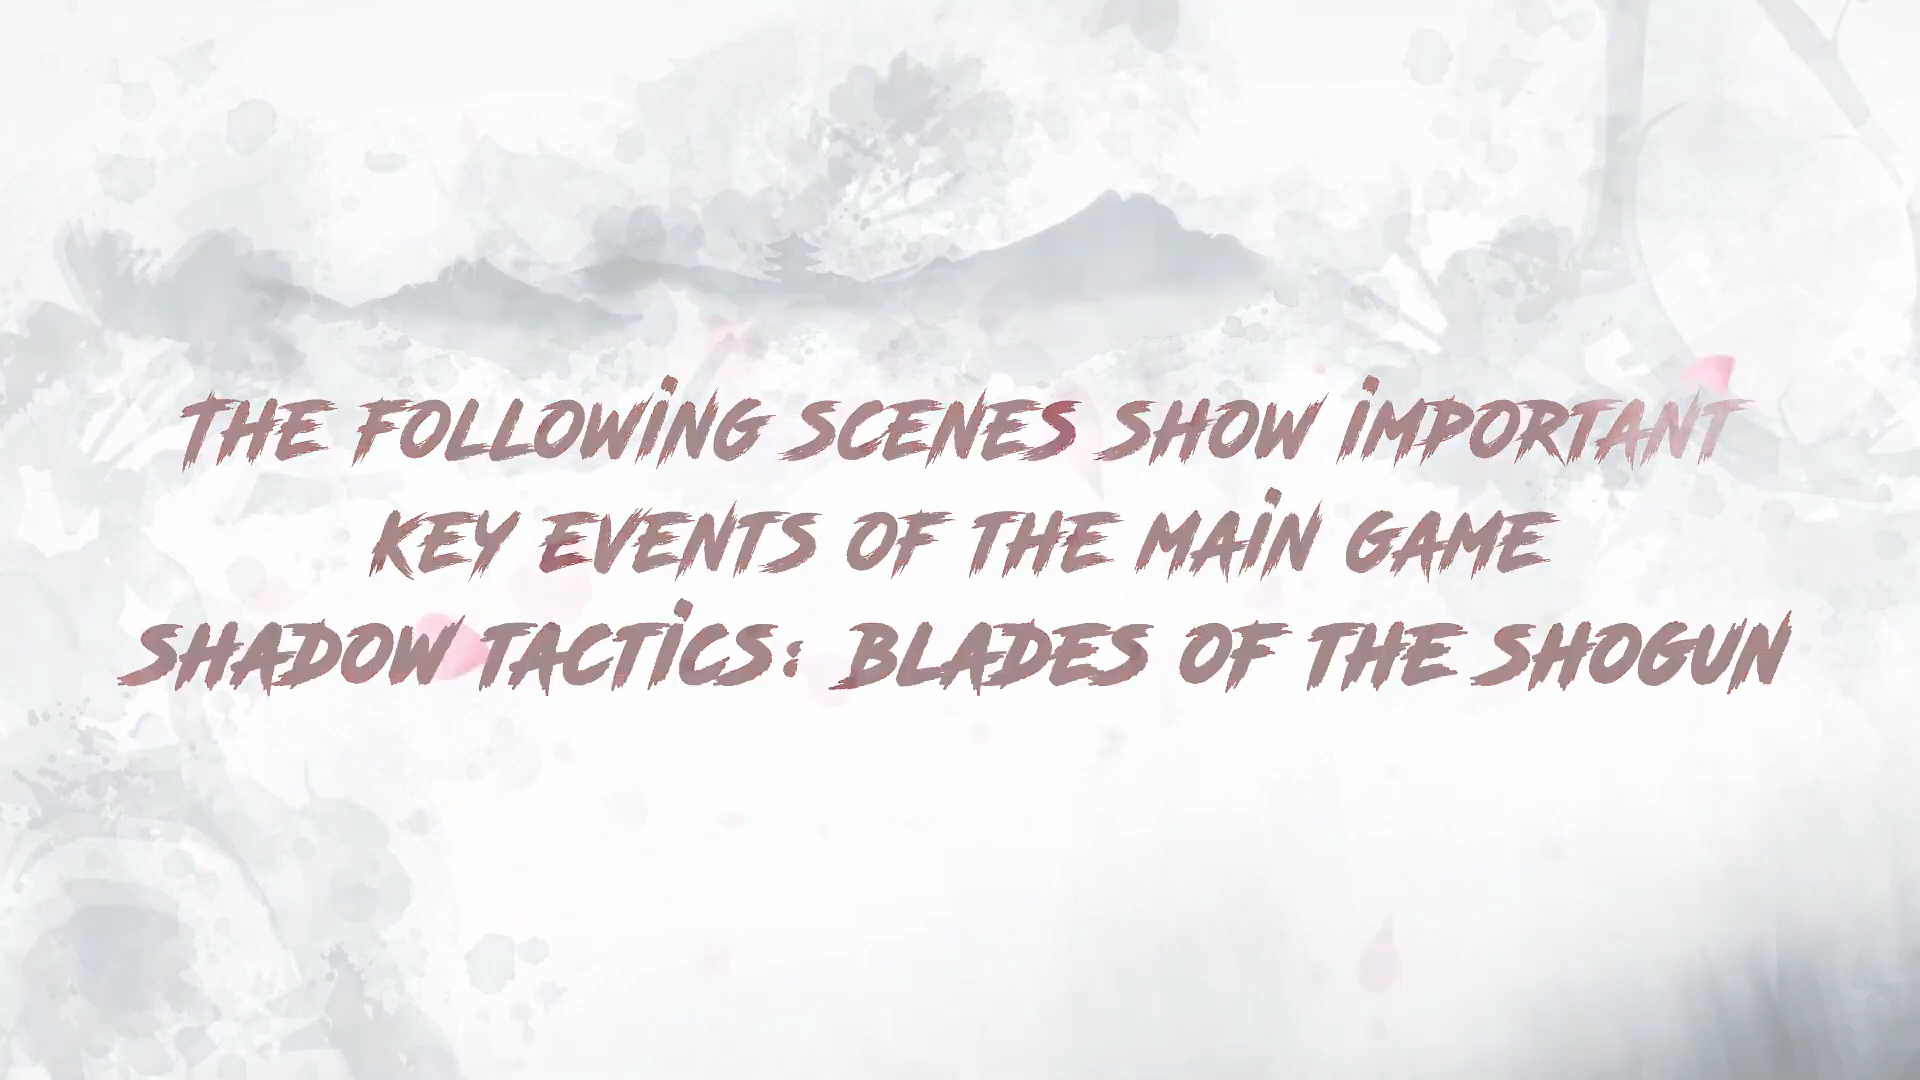 THE FOLLOWING SCENES SHOW IMPORTANT
KEY EVENTS OF THE MAIN GAME
SHADOW TACTICS: BLADES OF THE SHOGUN